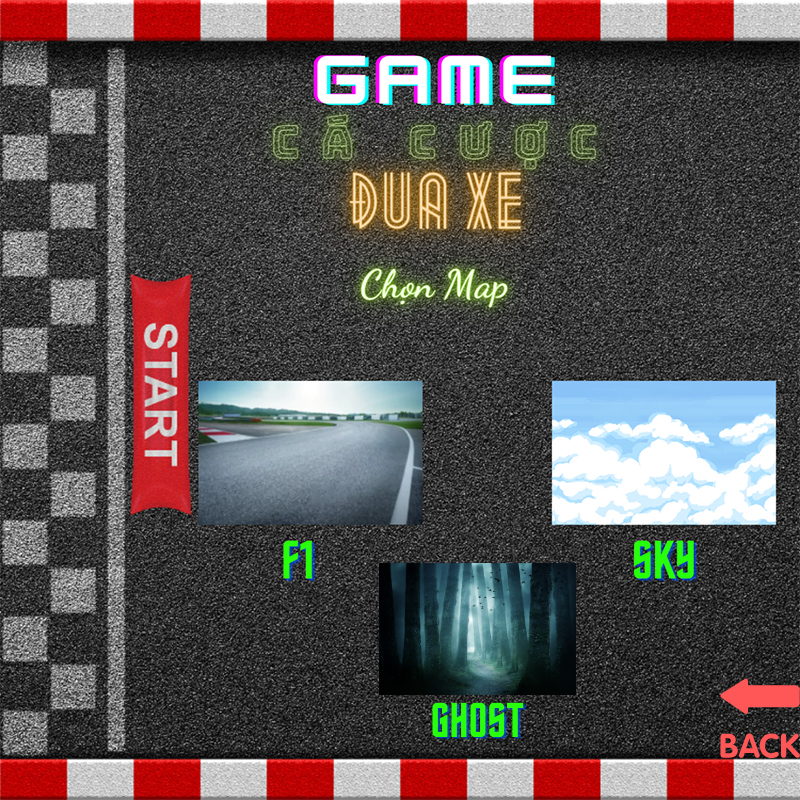 GAME
CÁ CƯỢC
ĐUA XE
Chọn Map
START
F1
SKY
GHOST
BACK